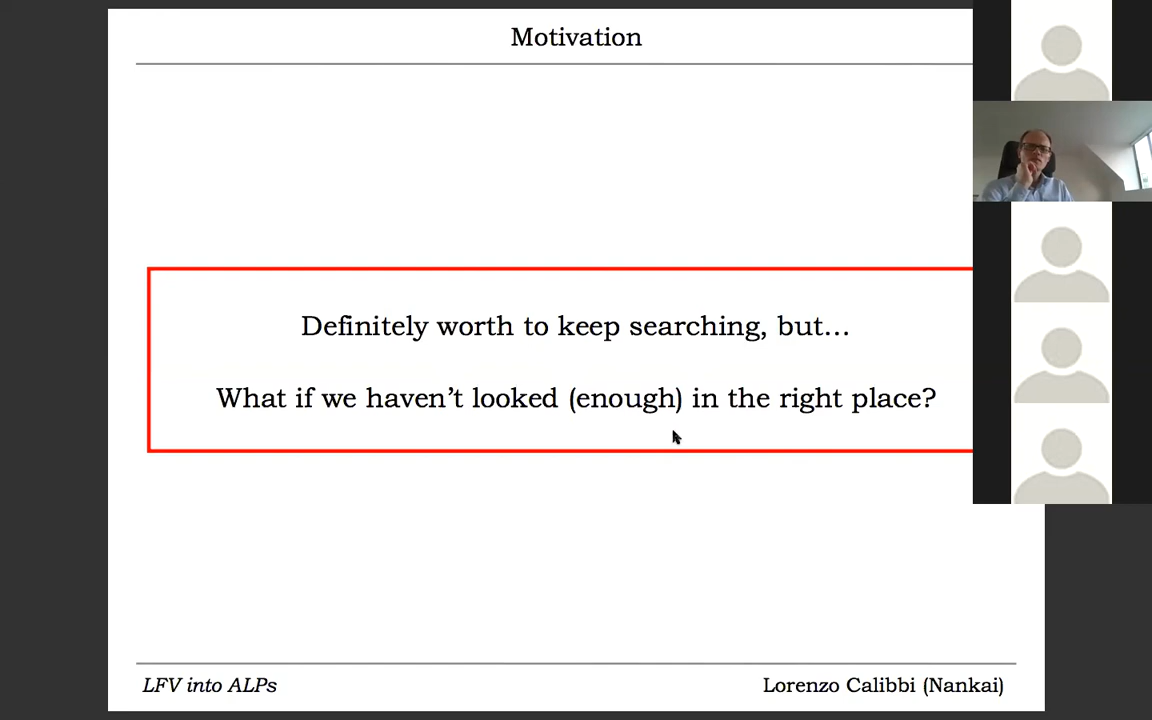 Motivation
Definitely worth to keep searching, but…
What if we haven’t looked (enough) in the right place?
LFV into ALPs
Lorenzo Calibbi (Nankai)